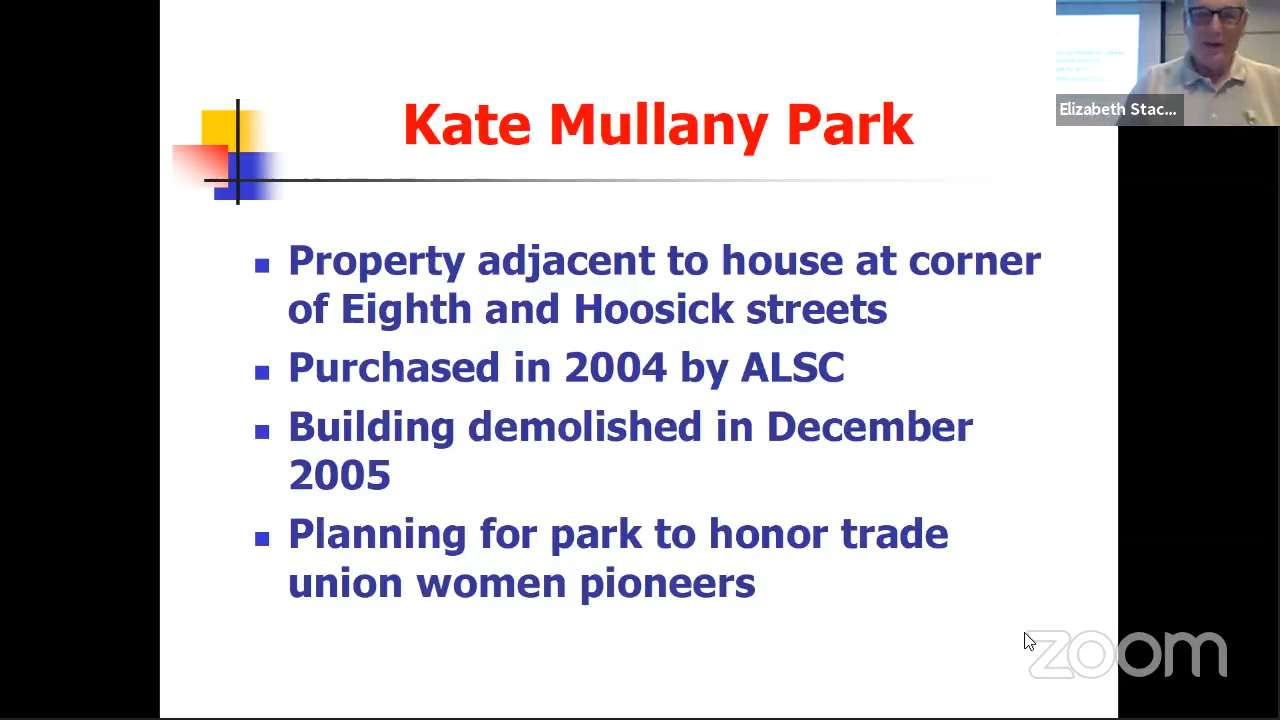 Kate Mullany Park
Elizabeth Stac...
Property adjacent to house at corner
of Eighth and Hoosick streets
Purchased in 2004 by ALSC
Building demolished in December
2005
Planning for park to honor trade
union women pioneers
zoom